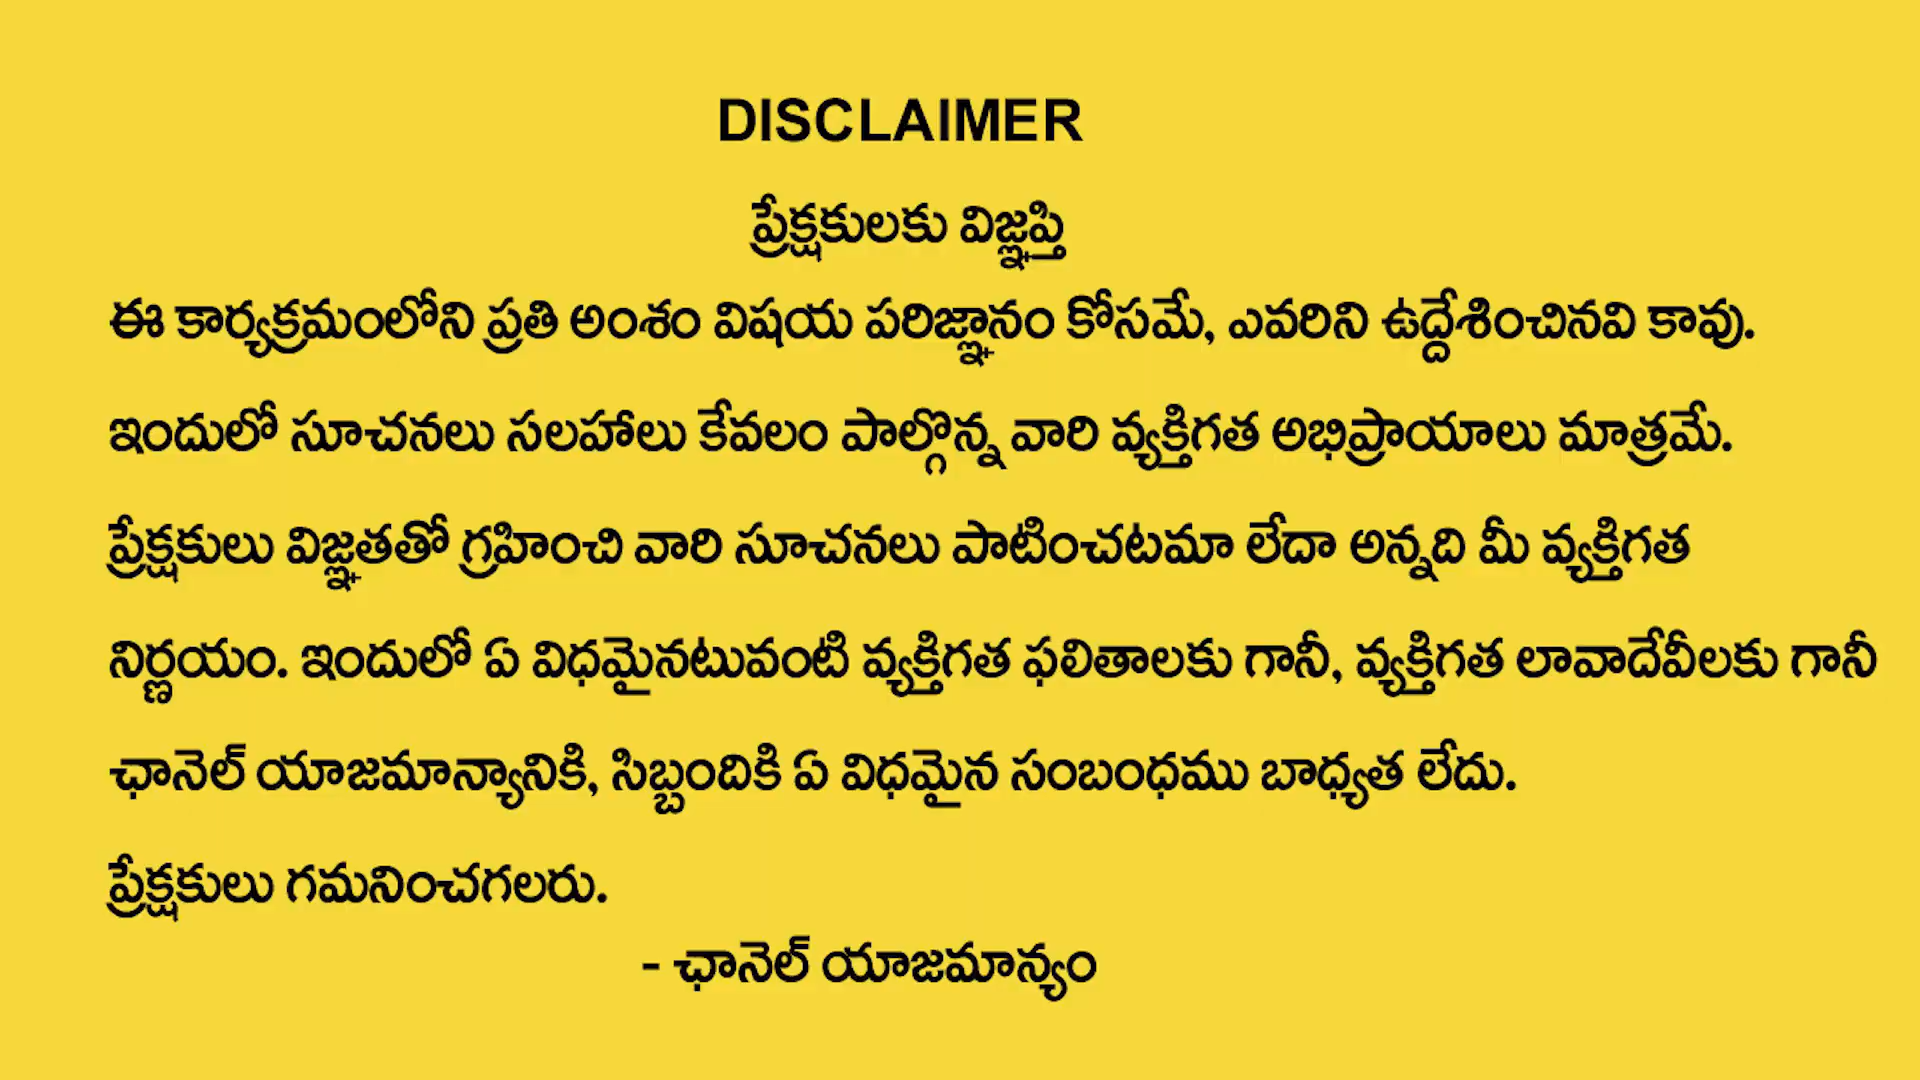 DISCLAIMER
ప్రేక్షకులకు విజ్ఞప్తి
ఈ కార్యక్రమంలోని ప్రతి అంశం విషయ పరిజ్ఞానం కోసమే, ఎవరిని ఉద్దేశించినవి కావు.
ఇందులో సూచనలు సలహాలు కేవలం పాల్గొన్న వారి వ్యక్తిగత అభిప్రాయాలు మాత్రమే.
ప్రేక్షకులు విజ్ఞతతో గ్రహించి వారి సూచనలు పాటించటమా లేదా అన్నది మీ వ్యక్తిగత
నిర్ణయం. ఇందులో ఏ విధమైనటువంటి వ్యక్తిగత ఫలితాలకు గానీ, వ్యక్తిగత లావాదేవీలకు గానీ
ఛానెల్ యాజమాన్యానికి, సిబ్బందికి ఏ విధమైన సంబంధము బాధ్యత లేదు.
ప్రేక్షకులు గమనించగలరు.
- ఛానెల్ యాజమాన్యం